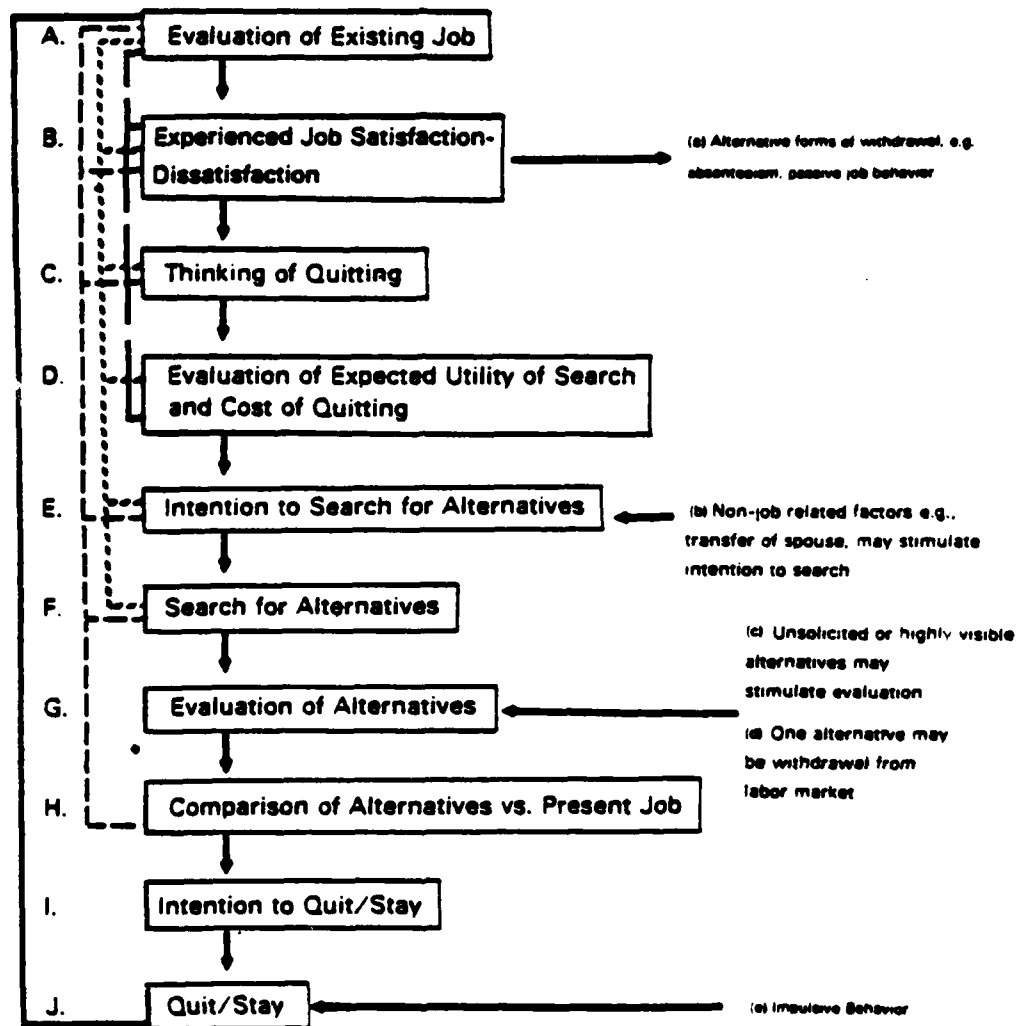 A. Evaluation of Existing Job
B. Experienced Job Satisfaction-
Dissatisfaction
(a) Alternative forms of withdrawal, e.g.
absenteeism, passive job behavior
C. Thinking of Quitting
D. Evaluation of Expected Utility of Search
and Cost of Quitting
E. Intention to Search for Alternatives
(b) Non-job related factors e.g.,
transfer of spouse, may stimulate
intention to search
F. Search for Alternatives
(c) Unsolicited or highly visible
alternatives may
stimulate evaluation
G. Evaluation of Alternatives
(d) One alternative may
be withdrawal from
labor market
H. Comparison of Alternatives vs. Present Job
I. Intention to Quit/Stay
J. Quit/Stay
(e) Impulsive Behavior